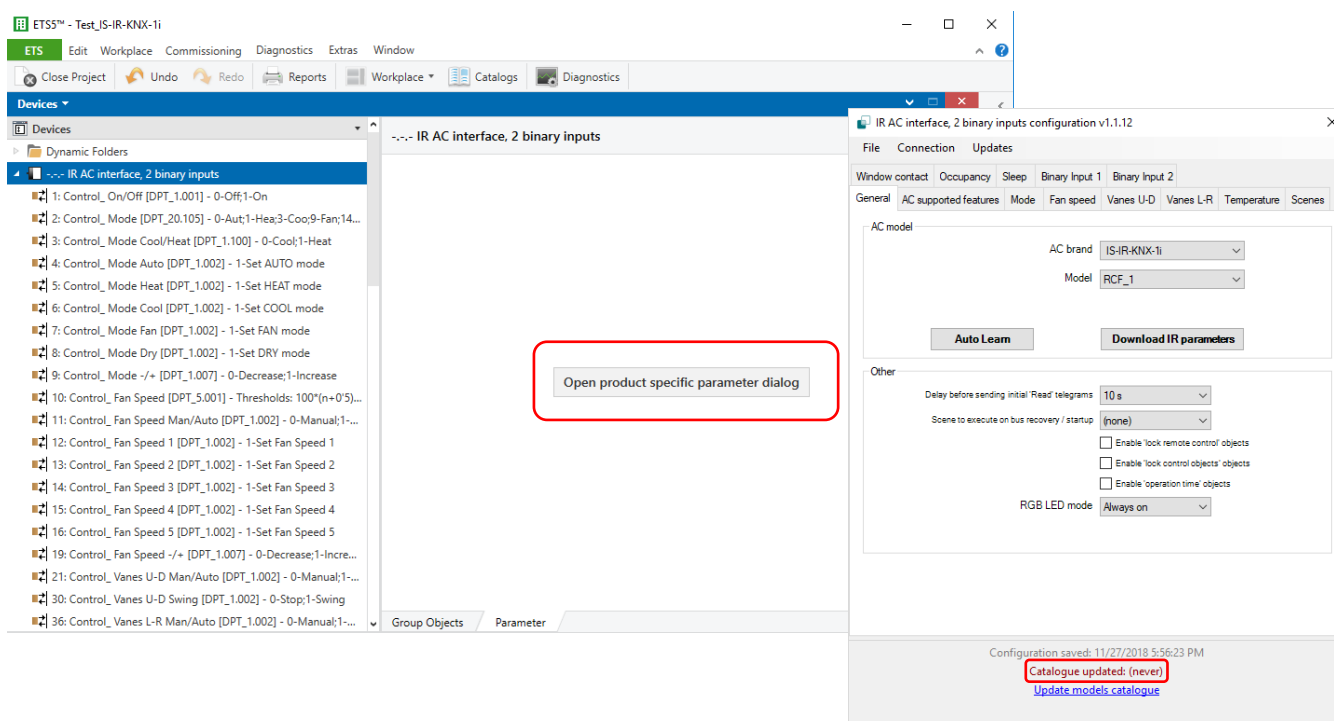 ETS5™ - Test_IS-IR-KNX-1i
ETS Edit Workplace Commissioning Diagnostics Extras Window
Close Project Undo Redo Reports Workplace Catalogs Diagnostics
Devices
Devices
Dynamic Folders
-.-.- IR AC interface, 2 binary inputs
1: Control_ On/Off [DPT_1.001] - 0-Off;1-On
2: Control_ Mode [DPT_20.105] - 0-Aut;1-Hea;3-Coo;9-Fan;14...
3: Control_ Mode Cool/Heat [DPT_1.100] - 0-Cool;1-Heat
4: Control_ Mode Auto [DPT_1.002] - 1-Set AUTO mode
5: Control_ Mode Heat [DPT_1.002] - 1-Set HEAT mode
6: Control_ Mode Cool [DPT_1.002] - 1-Set COOL mode
7: Control_ Mode Fan [DPT_1.002] - 1-Set FAN mode
8: Control_ Mode Dry [DPT_1.002] - 1-Set DRY mode
9: Control_ Mode -/+ [DPT_1.007] - 0-Decrease;1-Increase
10: Control_ Fan Speed [DPT_5.001] - Thresholds: 100*(n+0'5)...
11: Control_ Fan Speed Man/Auto [DPT_1.002] - 0-Manual;1-...
12: Control_ Fan Speed 1 [DPT_1.002] - 1-Set Fan Speed 1
13: Control_ Fan Speed 2 [DPT_1.002] - 1-Set Fan Speed 2
14: Control_ Fan Speed 3 [DPT_1.002] - 1-Set Fan Speed 3
15: Control_ Fan Speed 4 [DPT_1.002] - 1-Set Fan Speed 4
16: Control_ Fan Speed 5 [DPT_1.002] - 1-Set Fan Speed 5
19: Control_ Fan Speed -/+ [DPT_1.007] - 0-Decrease;1-Incre...
21: Control_ Vanes U-D Man/Auto [DPT_1.002] - 0-Manual;1-...
30: Control_ Vanes U-D Swing [DPT_1.002] - 0-Stop;1-Swing
36: Control_ Vanes L-R Man/Auto [DPT_1.002] - 0-Manual;1-...
-.-.- IR AC interface, 2 binary inputs
Open product specific parameter dialog
Group Objects Parameter
IR AC interface, 2 binary inputs configuration v1.1.12
File Connection Updates
Window contact Occupancy Sleep Binary Input 1 Binary Input 2
General AC supported features Mode Fan speed Vanes U-D Vanes L-R Temperature Scenes
AC model
AC brand IS-IR-KNX-1i
Model RCF_1
Auto Learn Download IR parameters
Other
Delay before sending initial 'Read' telegrams 10 s
Scene to execute on bus recovery / startup (none)
Enable 'lock remote control' objects
Enable 'lock control objects' objects
Enable 'operation time' objects
RGB LED mode Always on
Configuration saved: 11/27/2018 5:56:23 PM
Catalogue updated: (never)
Update models catalogue